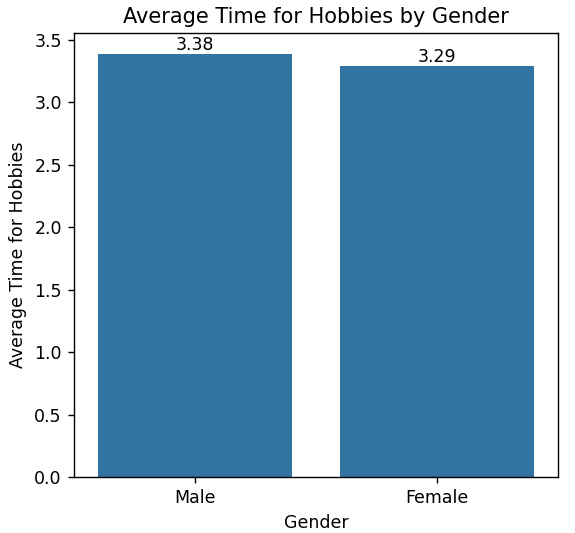 Average Time for Hobbies by Gender
3.5
3.0
2.5
2.0
1.5
1.0
0.5
0.0
Average Time for Hobbies
3.38
3.29
Male
Female
Gender